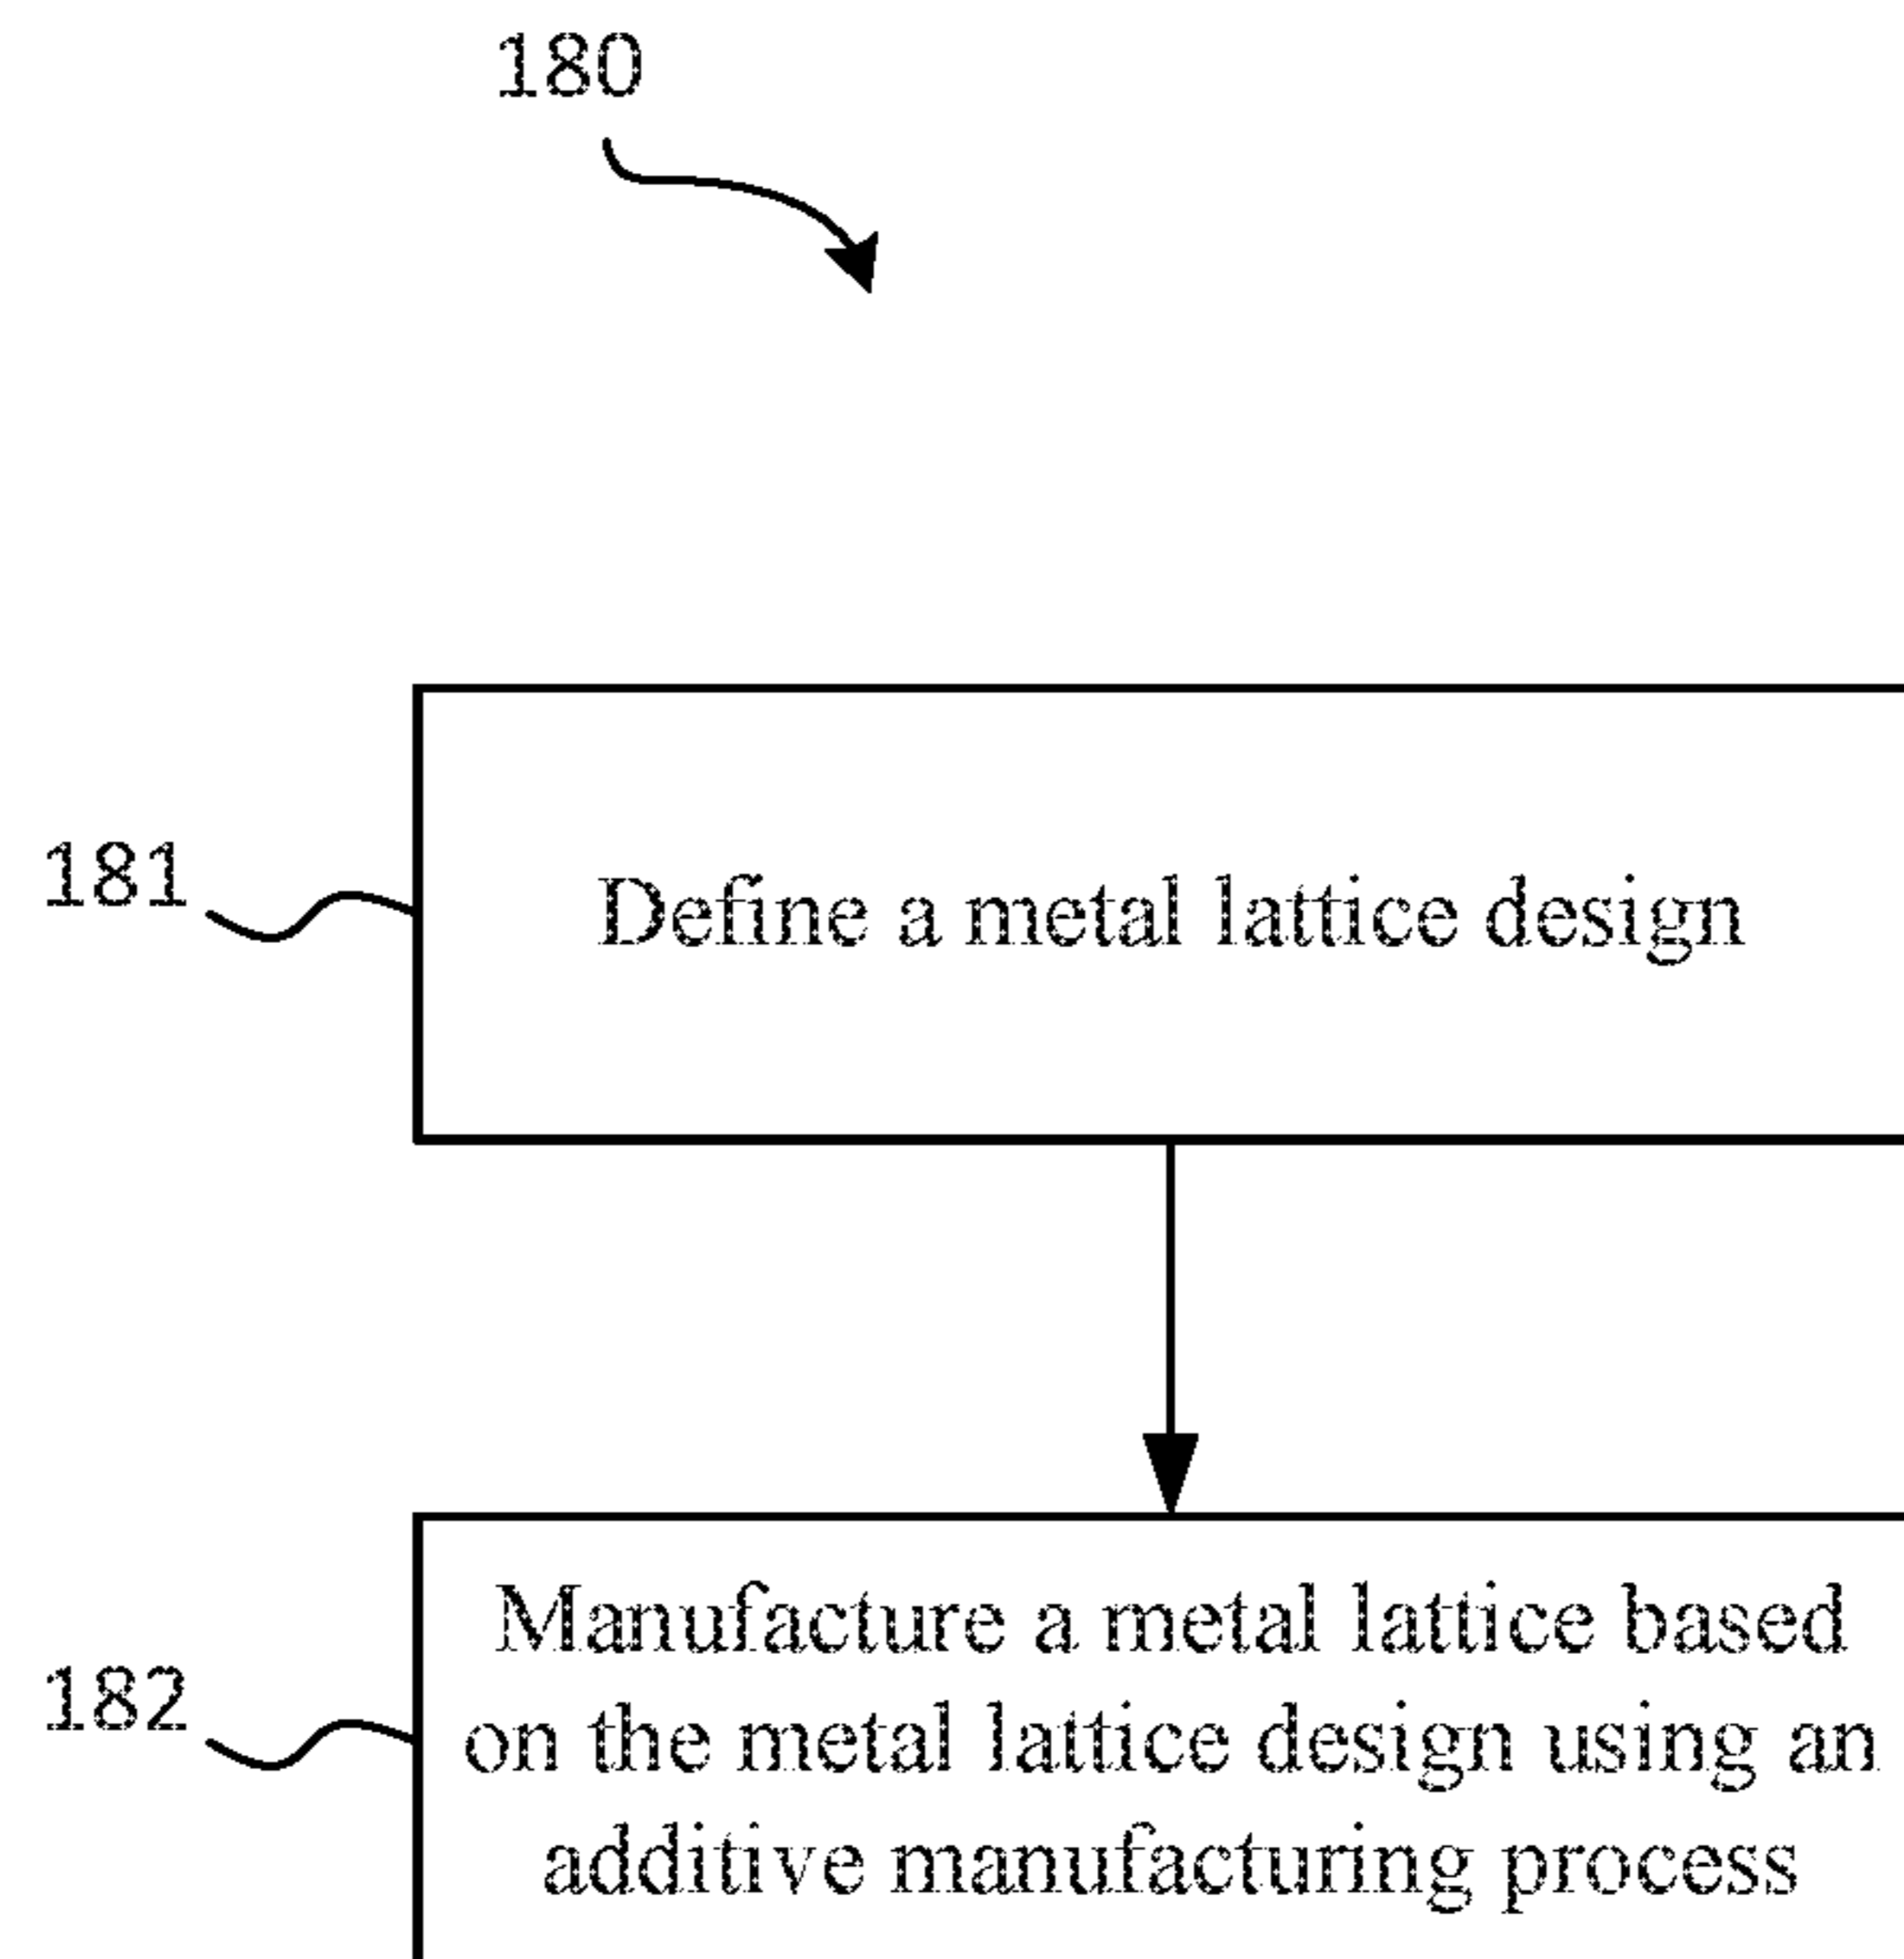 180
181
Define a metal lattice design
182
Manufacture a metal lattice based
on the metal lattice design using an
additive manufacturing process